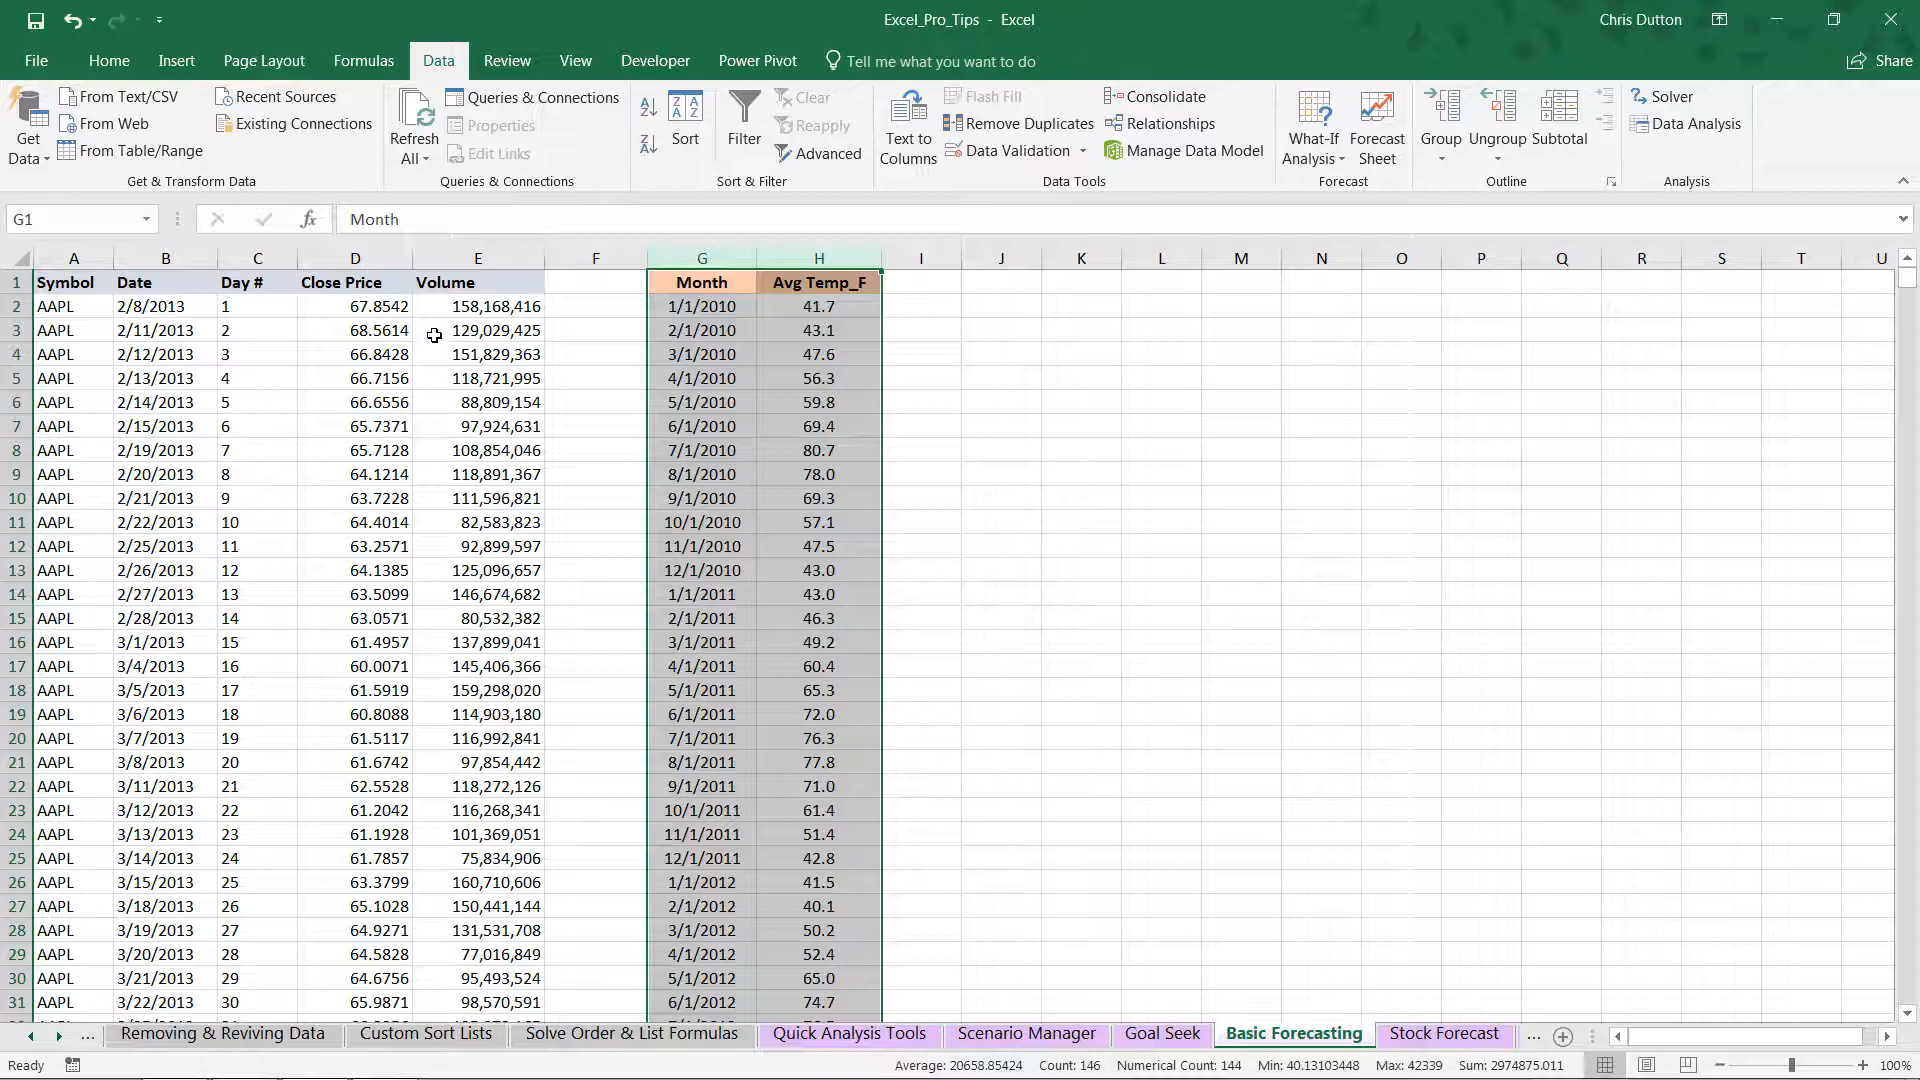 Excel_Pro_Tips - Excel
Chris Dutton
File Home Insert Page Layout Formulas Data Review View Developer Power Pivot Tell me what you want to do Share
Get Data
From Text/CSV
From Web
From Table/Range
Recent Sources
Existing Connections
Get & Transform Data
Refresh All
Queries & Connections
Properties
Edit Links
Queries & Connections
Sort
Filter
Clear
Reapply
Advanced
Sort & Filter
Text to Columns
Flash Fill
Remove Duplicates
Data Validation
Consolidate
Relationships
Manage Data Model
Data Tools
What-If Analysis
Forecast Sheet
Forecast
Group
Ungroup
Subtotal
Outline
Solver
Data Analysis
Analysis
G1 fx Month
A B C D E F G H I J K L M N O P Q R S T U
1 Symbol Date Day # Close Price Volume Month Avg Temp_F
2 AAPL 2/8/2013 1 67.8542 158,168,416 1/1/2010 41.7
3 AAPL 2/11/2013 2 68.5614 129,029,425 2/1/2010 43.1
4 AAPL 2/12/2013 3 66.8428 151,829,363 3/1/2010 47.6
5 AAPL 2/13/2013 4 66.7156 118,721,995 4/1/2010 56.3
6 AAPL 2/14/2013 5 66.6556 88,809,154 5/1/2010 59.8
7 AAPL 2/15/2013 6 65.7371 97,924,631 6/1/2010 69.4
8 AAPL 2/19/2013 7 65.7128 108,854,046 7/1/2010 80.7
9 AAPL 2/20/2013 8 64.1214 118,891,367 8/1/2010 78.0
10 AAPL 2/21/2013 9 63.7228 111,596,821 9/1/2010 69.3
11 AAPL 2/22/2013 10 64.4014 82,583,823 10/1/2010 57.1
12 AAPL 2/25/2013 11 63.2571 92,899,597 11/1/2010 47.5
13 AAPL 2/26/2013 12 64.1385 125,096,657 12/1/2010 43.0
14 AAPL 2/27/2013 13 63.5099 146,674,682 1/1/2011 43.0
15 AAPL 2/28/2013 14 63.0571 80,532,382 2/1/2011 46.3
16 AAPL 3/1/2013 15 61.4957 137,899,041 3/1/2011 49.2
17 AAPL 3/4/2013 16 60.0071 145,406,366 4/1/2011 60.4
18 AAPL 3/5/2013 17 61.5919 159,298,020 5/1/2011 65.3
19 AAPL 3/6/2013 18 60.8088 114,903,180 6/1/2011 72.0
20 AAPL 3/7/2013 19 61.5117 116,992,841 7/1/2011 76.3
21 AAPL 3/8/2013 20 61.6742 97,854,442 8/1/2011 77.8
22 AAPL 3/11/2013 21 62.5528 118,272,126 9/1/2011 71.0
23 AAPL 3/12/2013 22 61.2042 116,268,341 10/1/2011 61.4
24 AAPL 3/13/2013 23 61.1928 101,369,051 11/1/2011 51.4
25 AAPL 3/14/2013 24 61.7857 75,834,906 12/1/2011 42.8
26 AAPL 3/15/2013 25 63.3799 160,710,606 1/1/2012 41.5
27 AAPL 3/18/2013 26 65.1028 150,441,144 2/1/2012 40.1
28 AAPL 3/19/2013 27 64.9271 131,531,708 3/1/2012 50.2
29 AAPL 3/20/2013 28 64.5828 77,016,849 4/1/2012 52.4
30 AAPL 3/21/2013 29 64.6756 95,493,524 5/1/2012 65.0
31 AAPL 3/22/2013 30 65.9871 98,570,591 6/1/2012 74.7
... Removing & Reviving Data Custom Sort Lists Solve Order & List Formulas Quick Analysis Tools Scenario Manager Goal Seek Basic Forecasting Stock Forecast ...
Ready Average: 20658.85424 Count: 146 Numerical Count: 144 Min: 40.13103448 Max: 42339 Sum: 2974875.011 100%